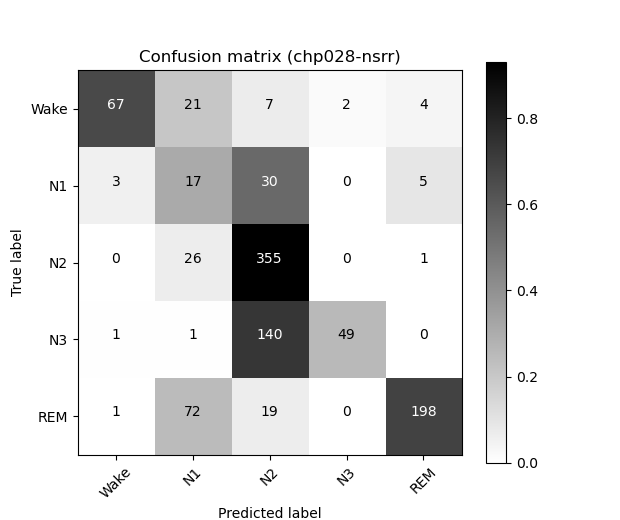 Confusion matrix (chp028-nsrr)
Wake 67 21 7 2 4
N1 3 17 30 0 5
N2 0 26 355 0 1
N3 1 1 140 49 0
REM 1 72 19 0 198
Wake N1 N2 N3 REM
Predicted label
True label
0.8
0.6
0.4
0.2
0.0